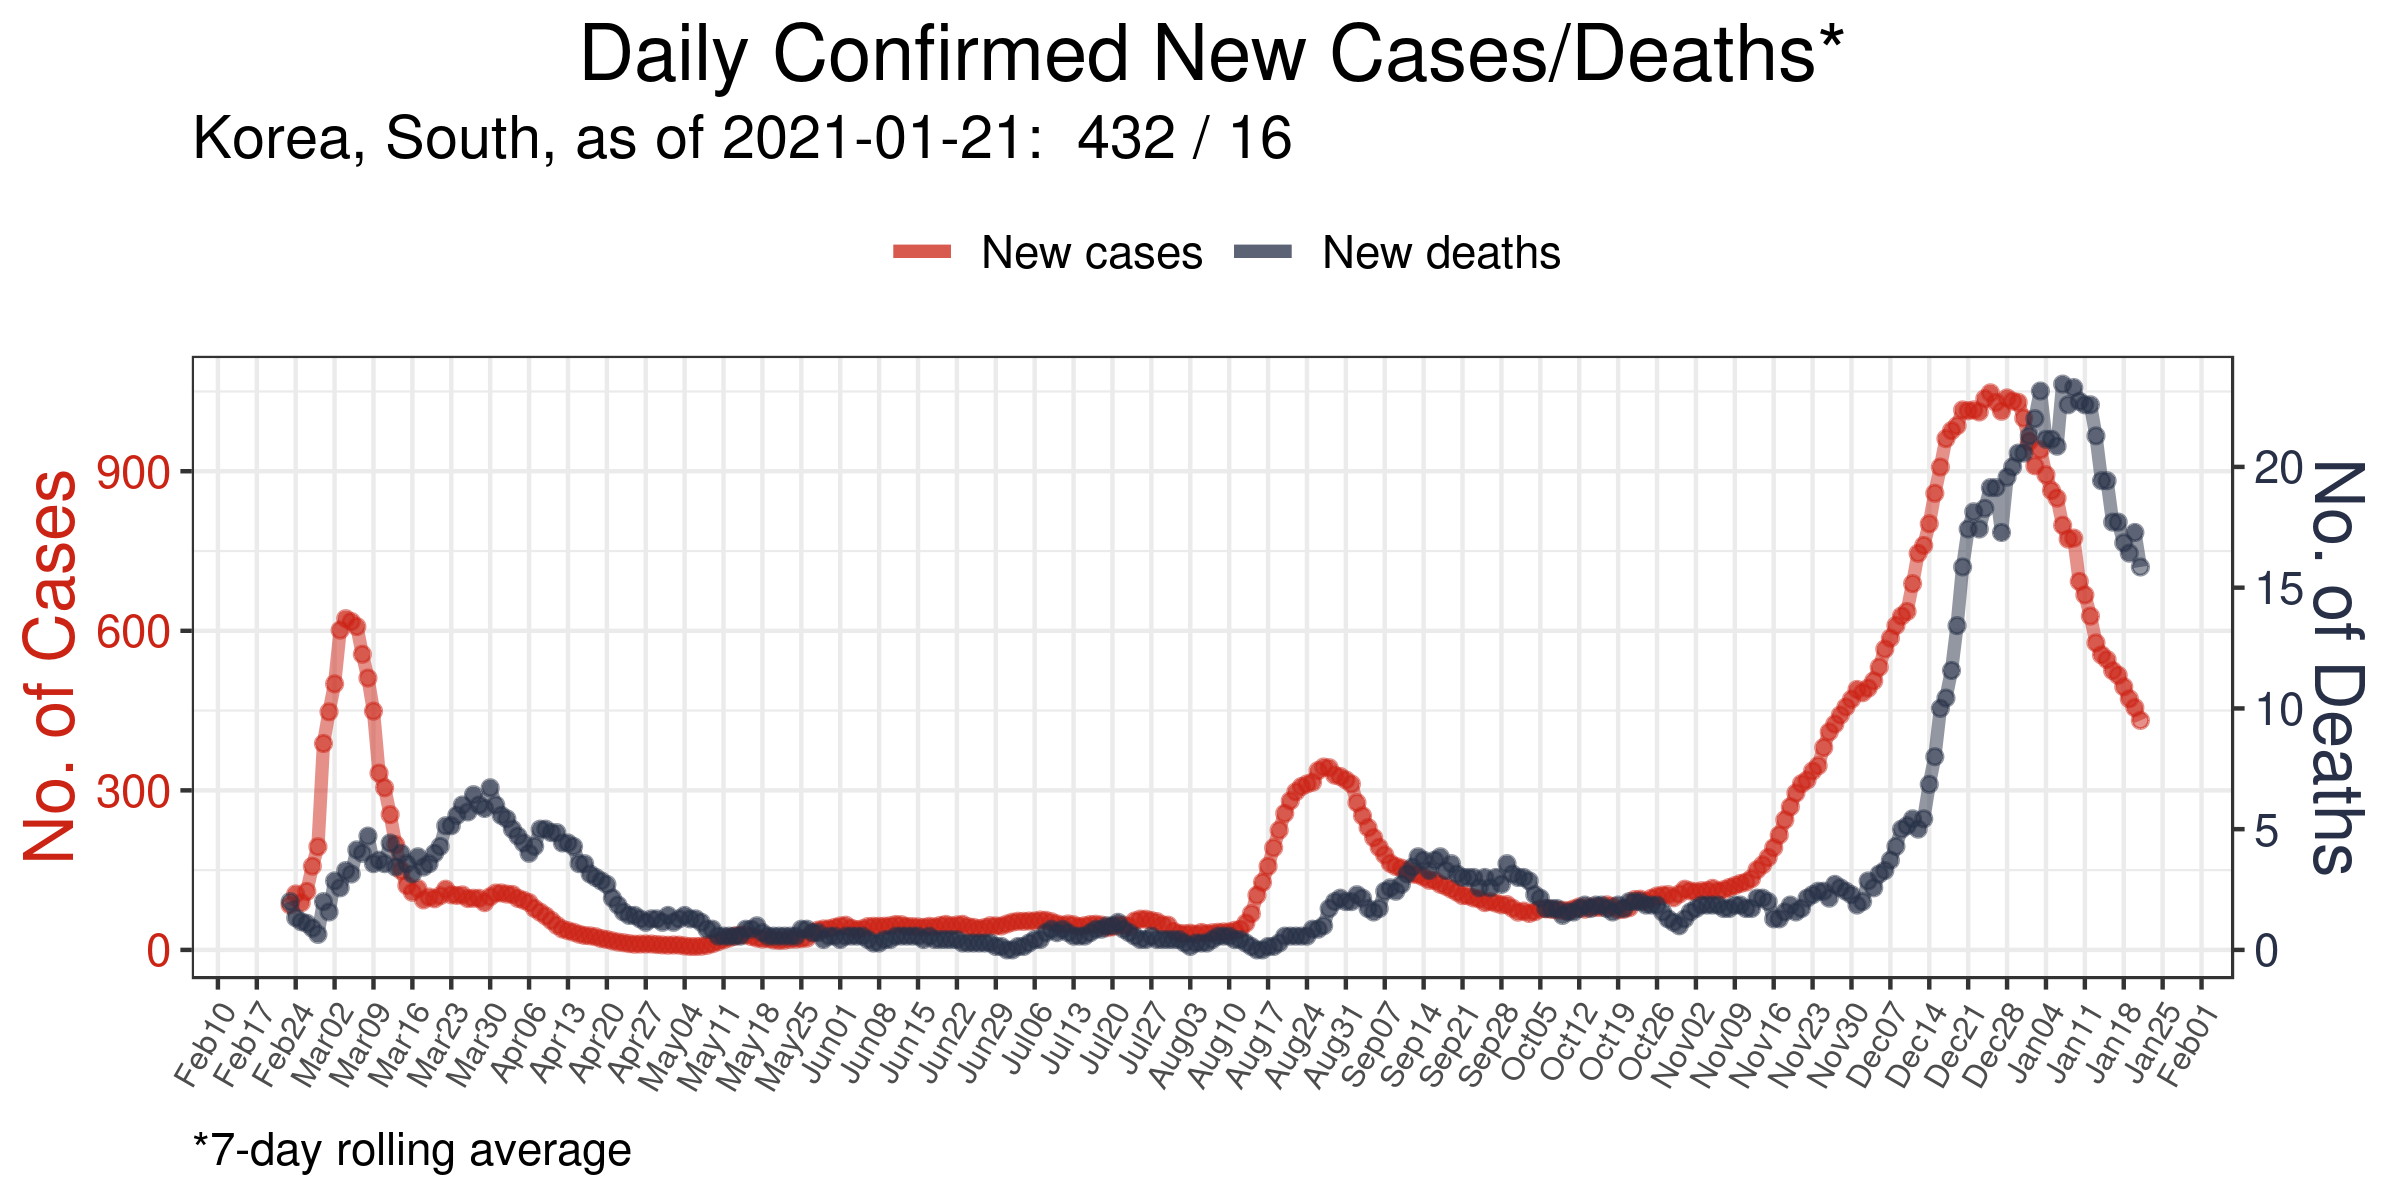 Daily Confirmed New Cases/Deaths*
Korea, South, as of 2021-01-21:  432 / 16
New cases
New deaths
No. of Cases
900
600
300
0
20
15
10
5
0
No. of Deaths
Feb10
Feb17
Feb24
Mar02
Mar09
Mar16
Mar23
Mar30
Apr06
Apr13
Apr20
Apr27
May04
May11
May18
May25
Jun01
Jun08
Jun15
Jun22
Jun29
Jul06
Jul13
Jul20
Jul27
Aug03
Aug10
Aug17
Aug24
Aug31
Sep07
Sep14
Sep21
Sep28
Oct05
Oct12
Oct19
Oct26
Nov02
Nov09
Nov16
Nov23
Nov30
Dec07
Dec14
Dec21
Dec28
Jan04
Jan11
Jan18
Jan25
Feb01
*7-day rolling average